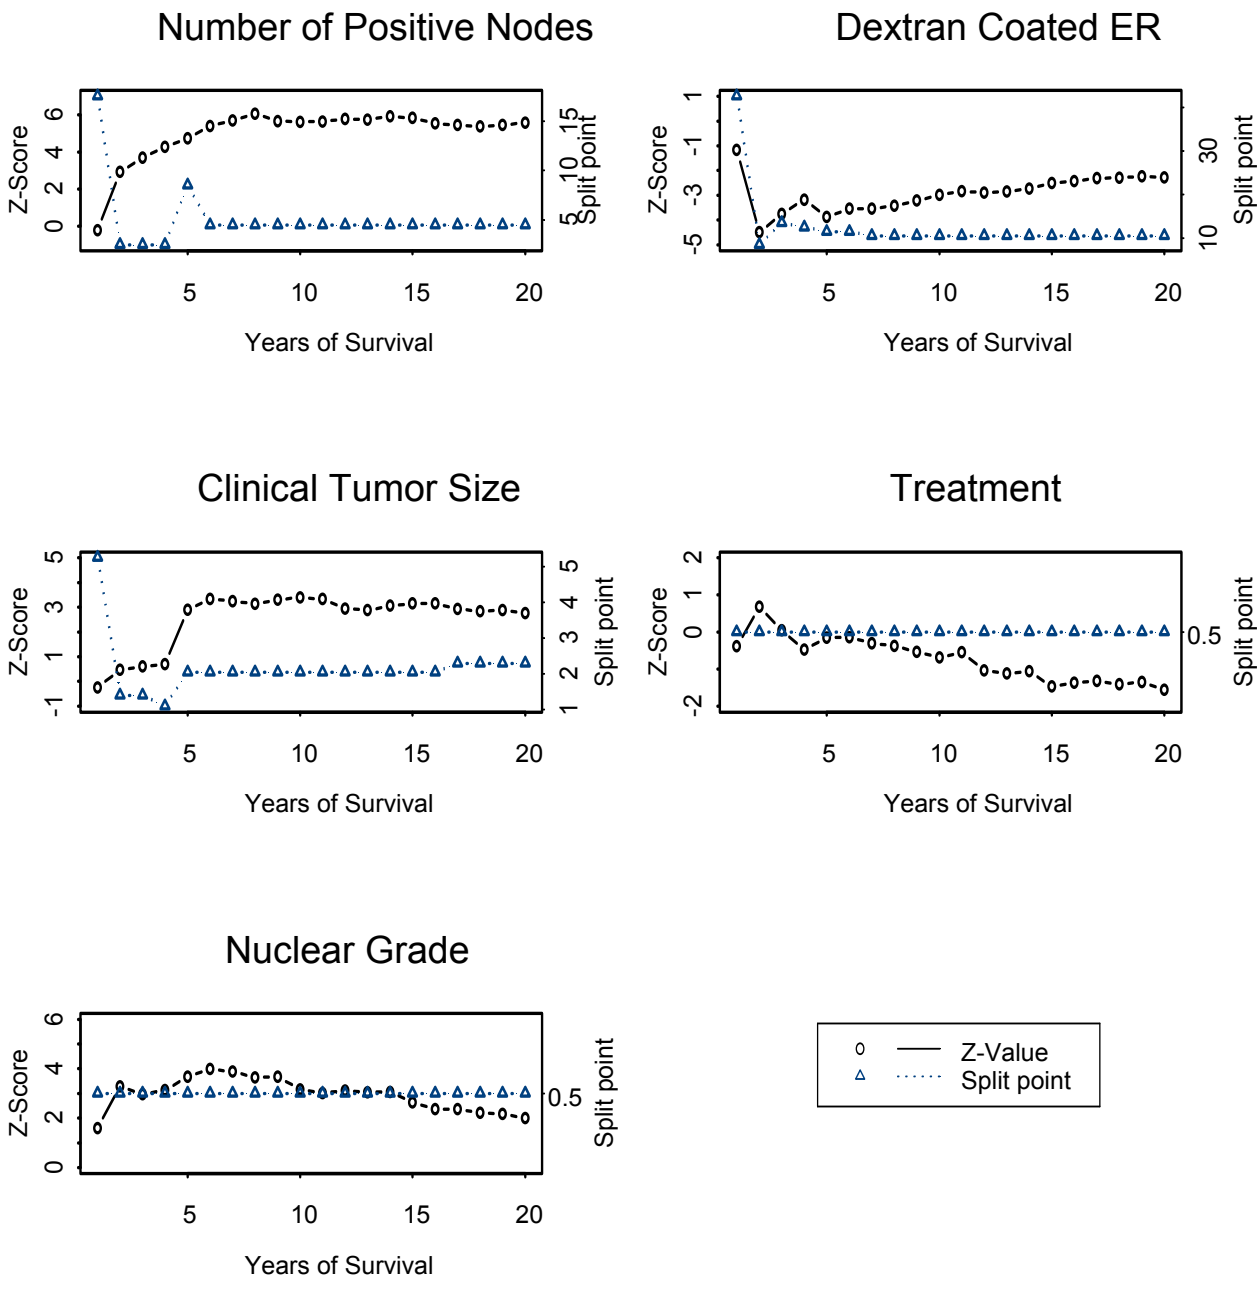 Number of Positive Nodes
Z-Score
0 2 4 6
5 10 15
Split point
5 10 15 20
Years of Survival
Dextran Coated ER
Z-Score
-5 -3 -1 1
10 30
Split point
5 10 15 20
Years of Survival
Clinical Tumor Size
Z-Score
-1 1 3 5
1 2 3 4 5
Split point
5 10 15 20
Years of Survival
Treatment
Z-Score
-2 0 1 2
0.5
Split point
5 10 15 20
Years of Survival
Nuclear Grade
Z-Score
0 2 4 6
0.5
Split point
5 10 15 20
Years of Survival
Z-Value
Split point